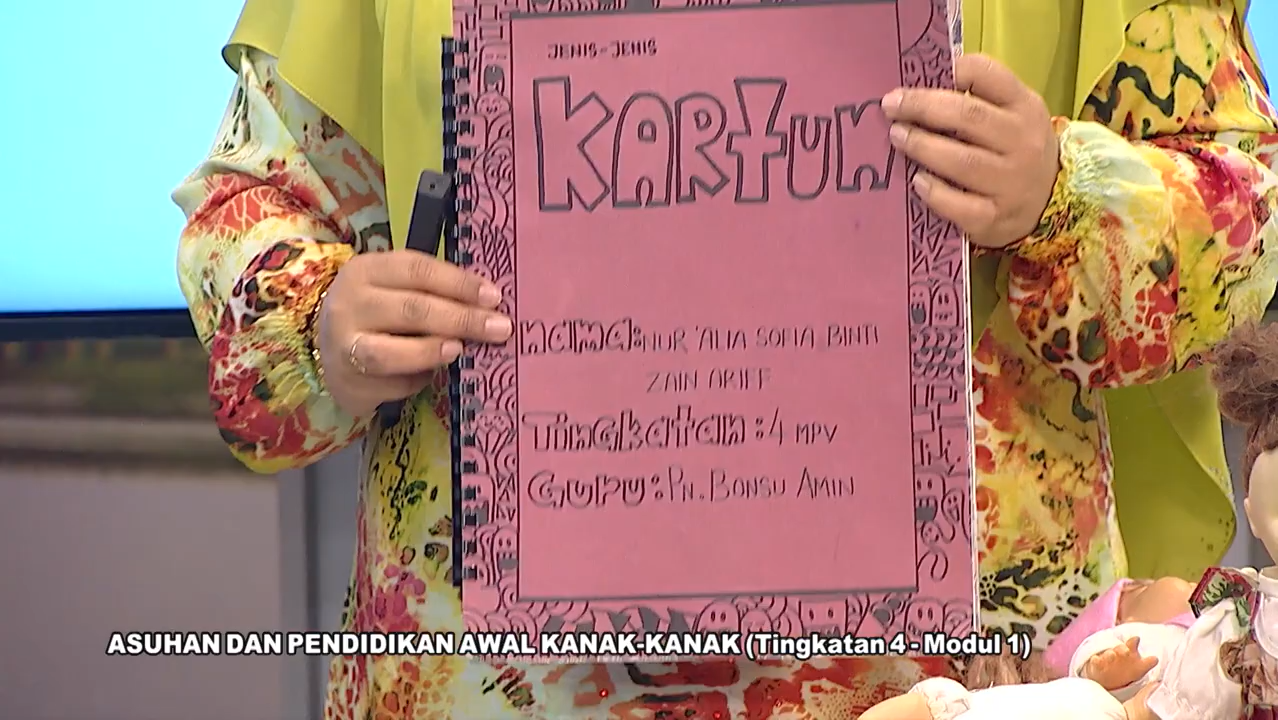 JENIS-JENIS
KARTUN
nama: NUR 'ALIA SOFIA BINTI
ZAIN ARIFF
Tingkatan : 4 MPV
Guru : Pn. BONSU AMIN
ASUHAN DAN PENDIDIKAN AWAL KANAK-KANAK (Tingkatan 4 - Modul 1)